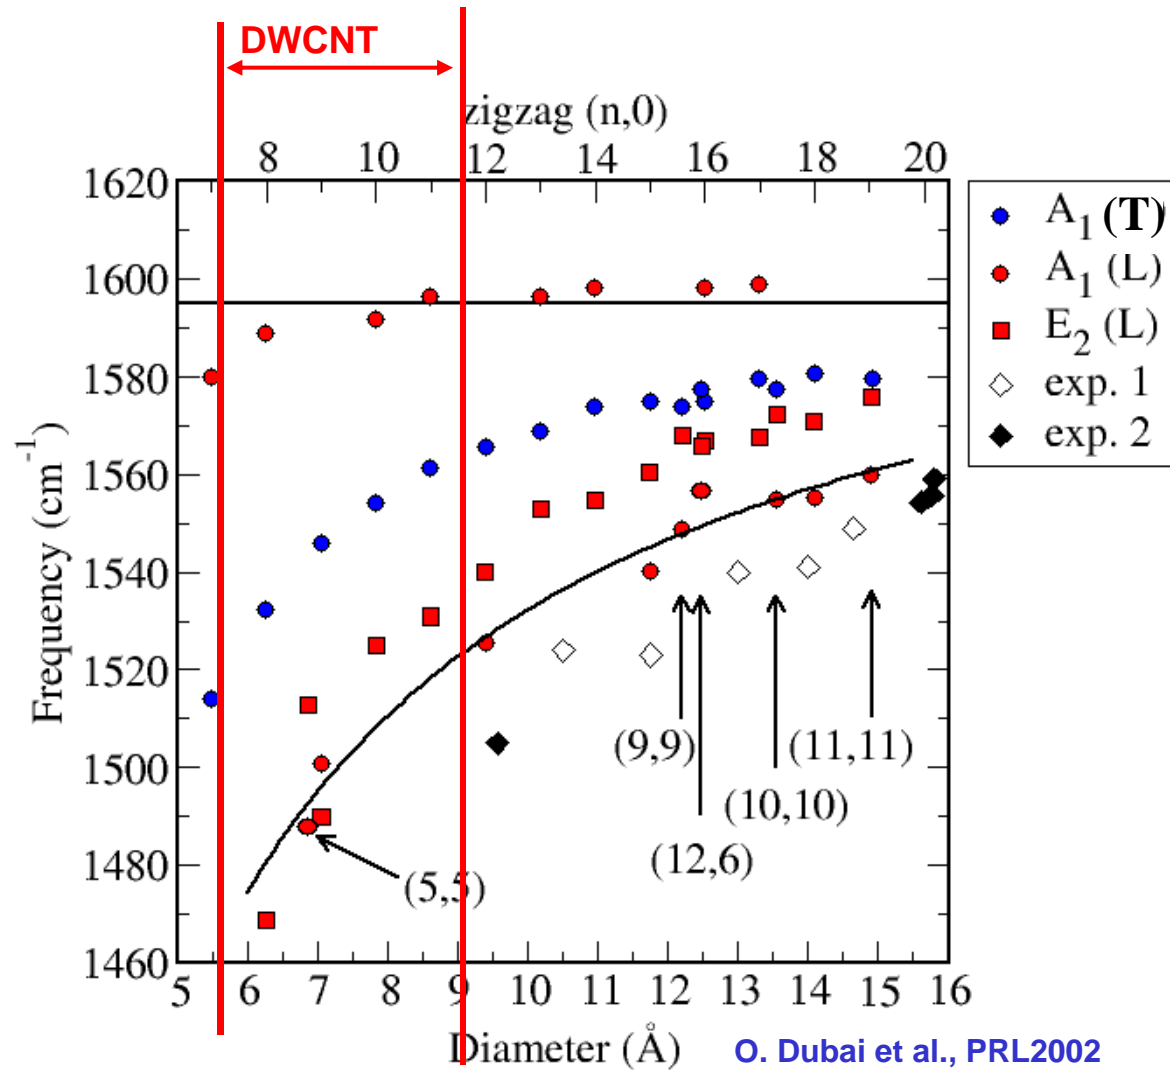 DWCNT
zigzag (n,0)
8 10 12 14 16 18 20
1620
1600
1580
1560
1540
1520
1500
1480
1460
Frequency (cm-1)
A1 (T)
A1 (L)
E2 (L)
exp. 1
exp. 2
(9,9)
(11,11)
(10,10)
(12,6)
(5,5)
5 6 7 8 9 10 11 12 13 14 15 16
Diameter (Å)
O. Dubai et al., PRL2002